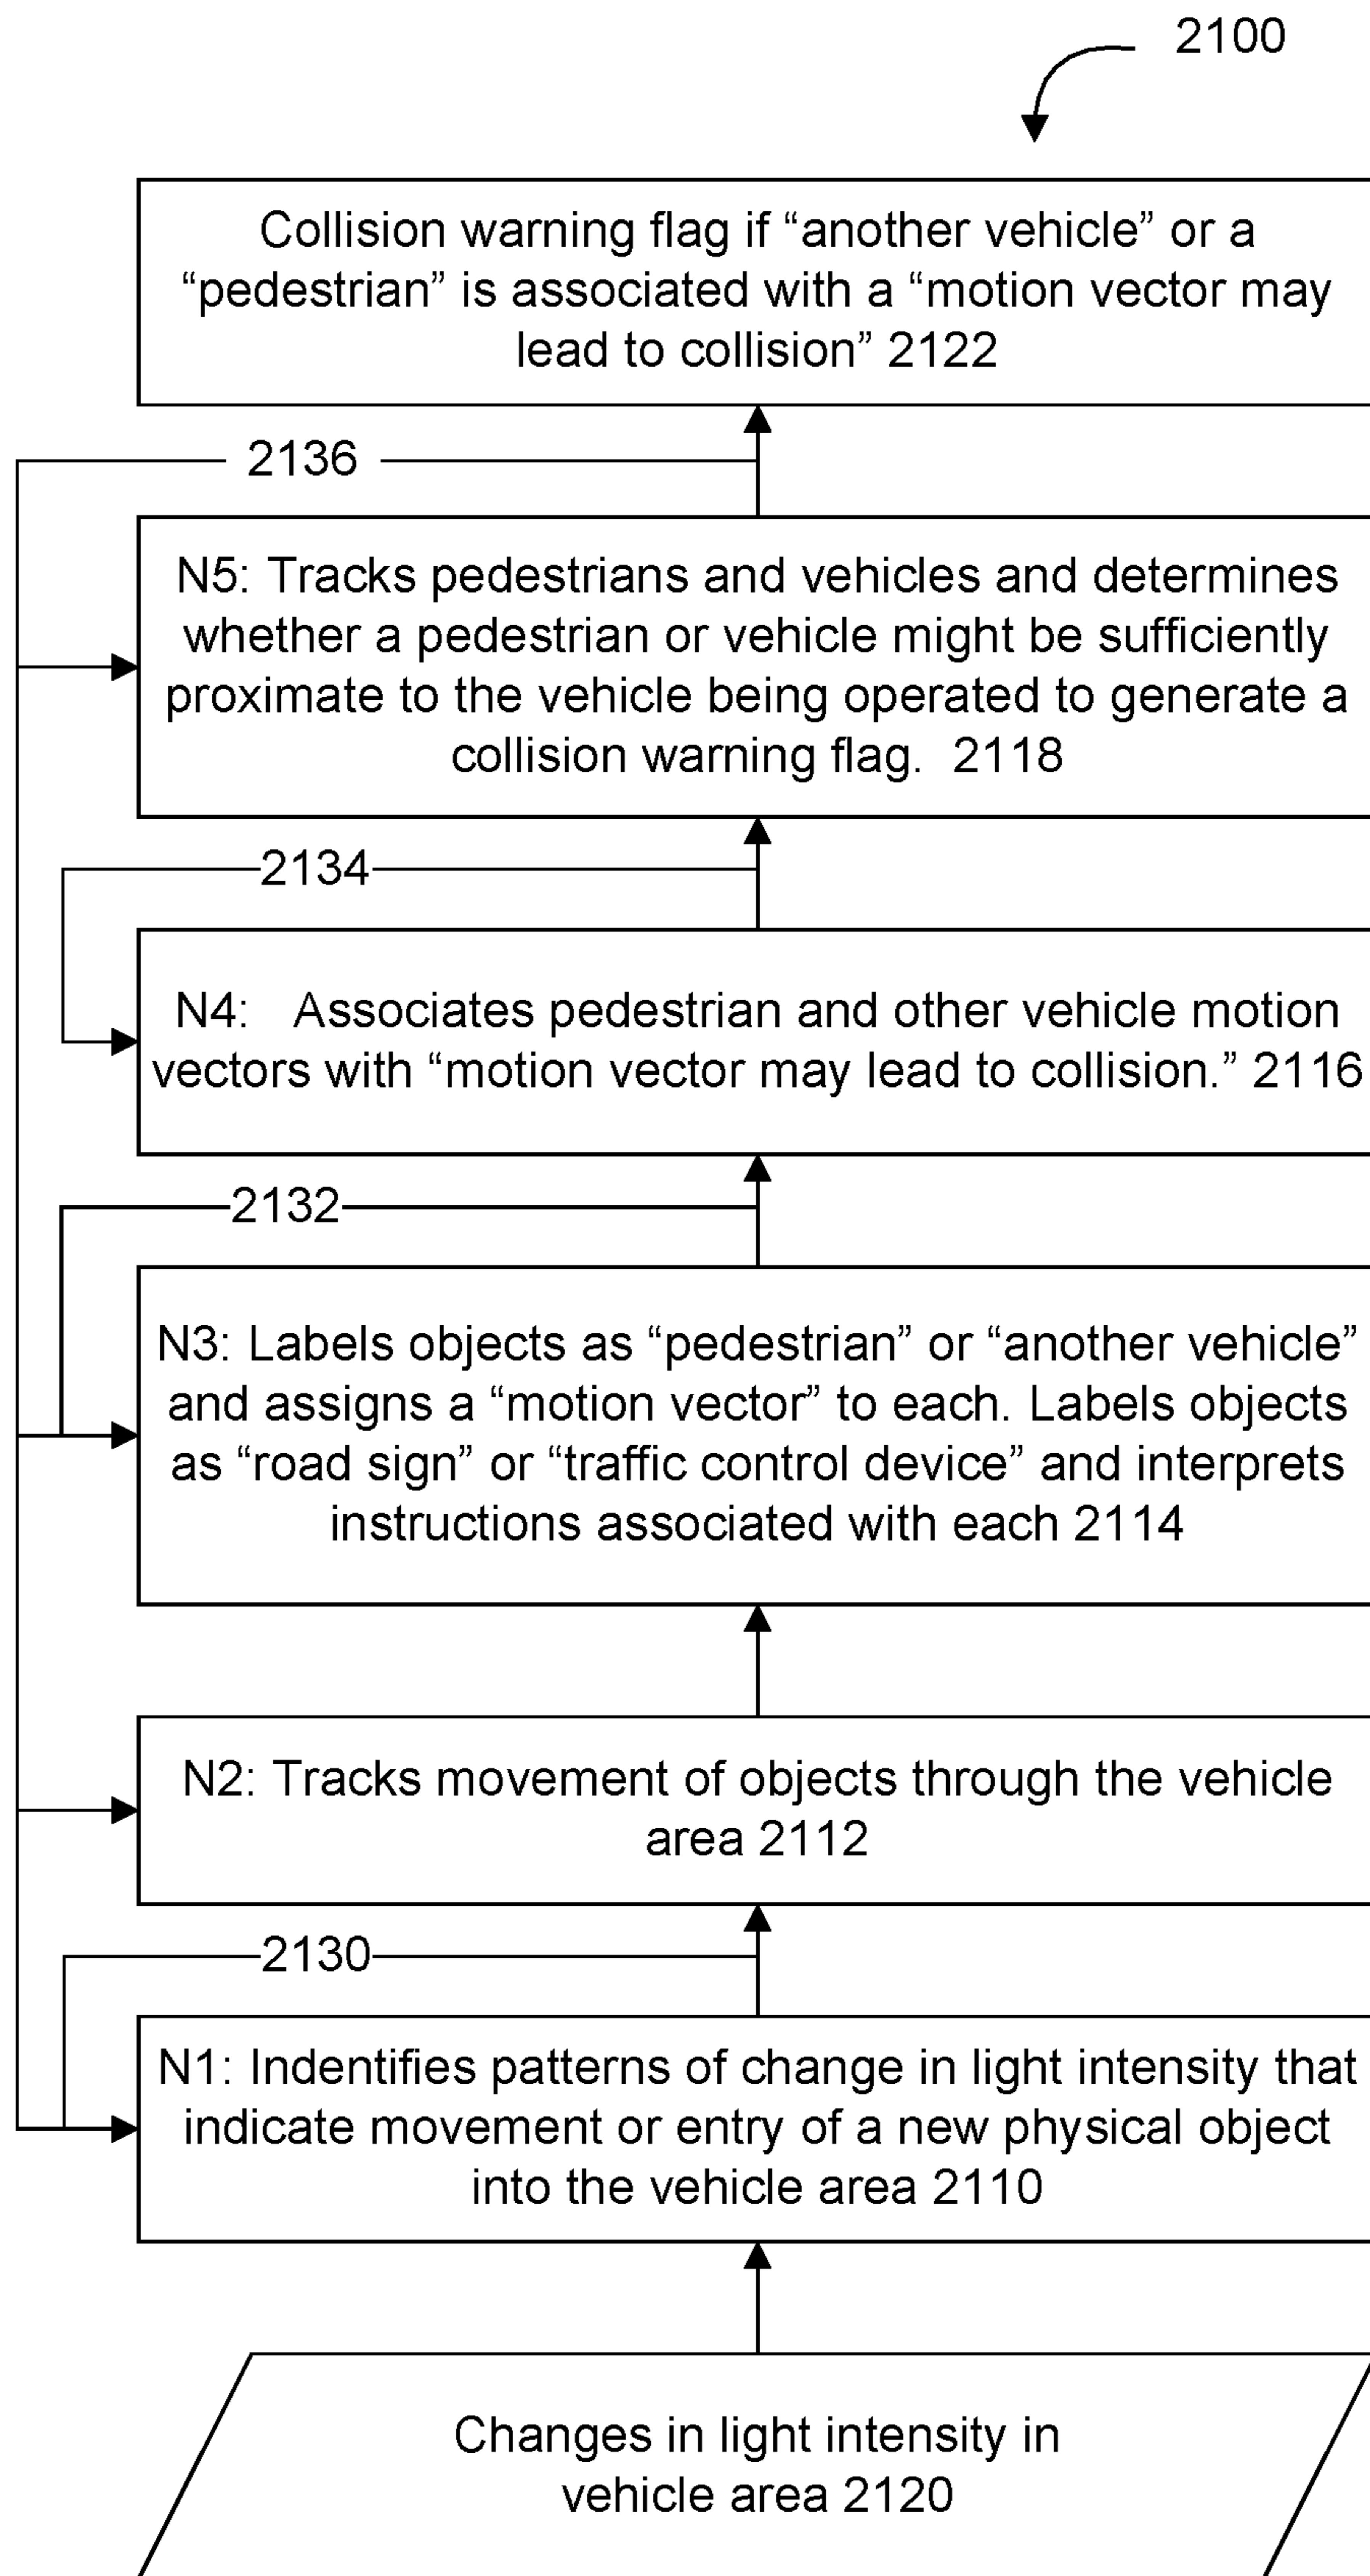 2100
Collision warning flag if “another vehicle” or a
“pedestrian” is associated with a “motion vector may
lead to collision” 2122
2136
N5: Tracks pedestrians and vehicles and determines
whether a pedestrian or vehicle might be sufficiently
proximate to the vehicle being operated to generate a
collision warning flag. 2118
2134
N4: Associates pedestrian and other vehicle motion
vectors with “motion vector may lead to collision.” 2116
2132
N3: Labels objects as “pedestrian” or “another vehicle”
and assigns a “motion vector” to each. Labels objects
as “road sign” or “traffic control device” and interprets
instructions associated with each 2114
N2: Tracks movement of objects through the vehicle
area 2112
2130
N1: Indentifies patterns of change in light intensity that
indicate movement or entry of a new physical object
into the vehicle area 2110
Changes in light intensity in
vehicle area 2120